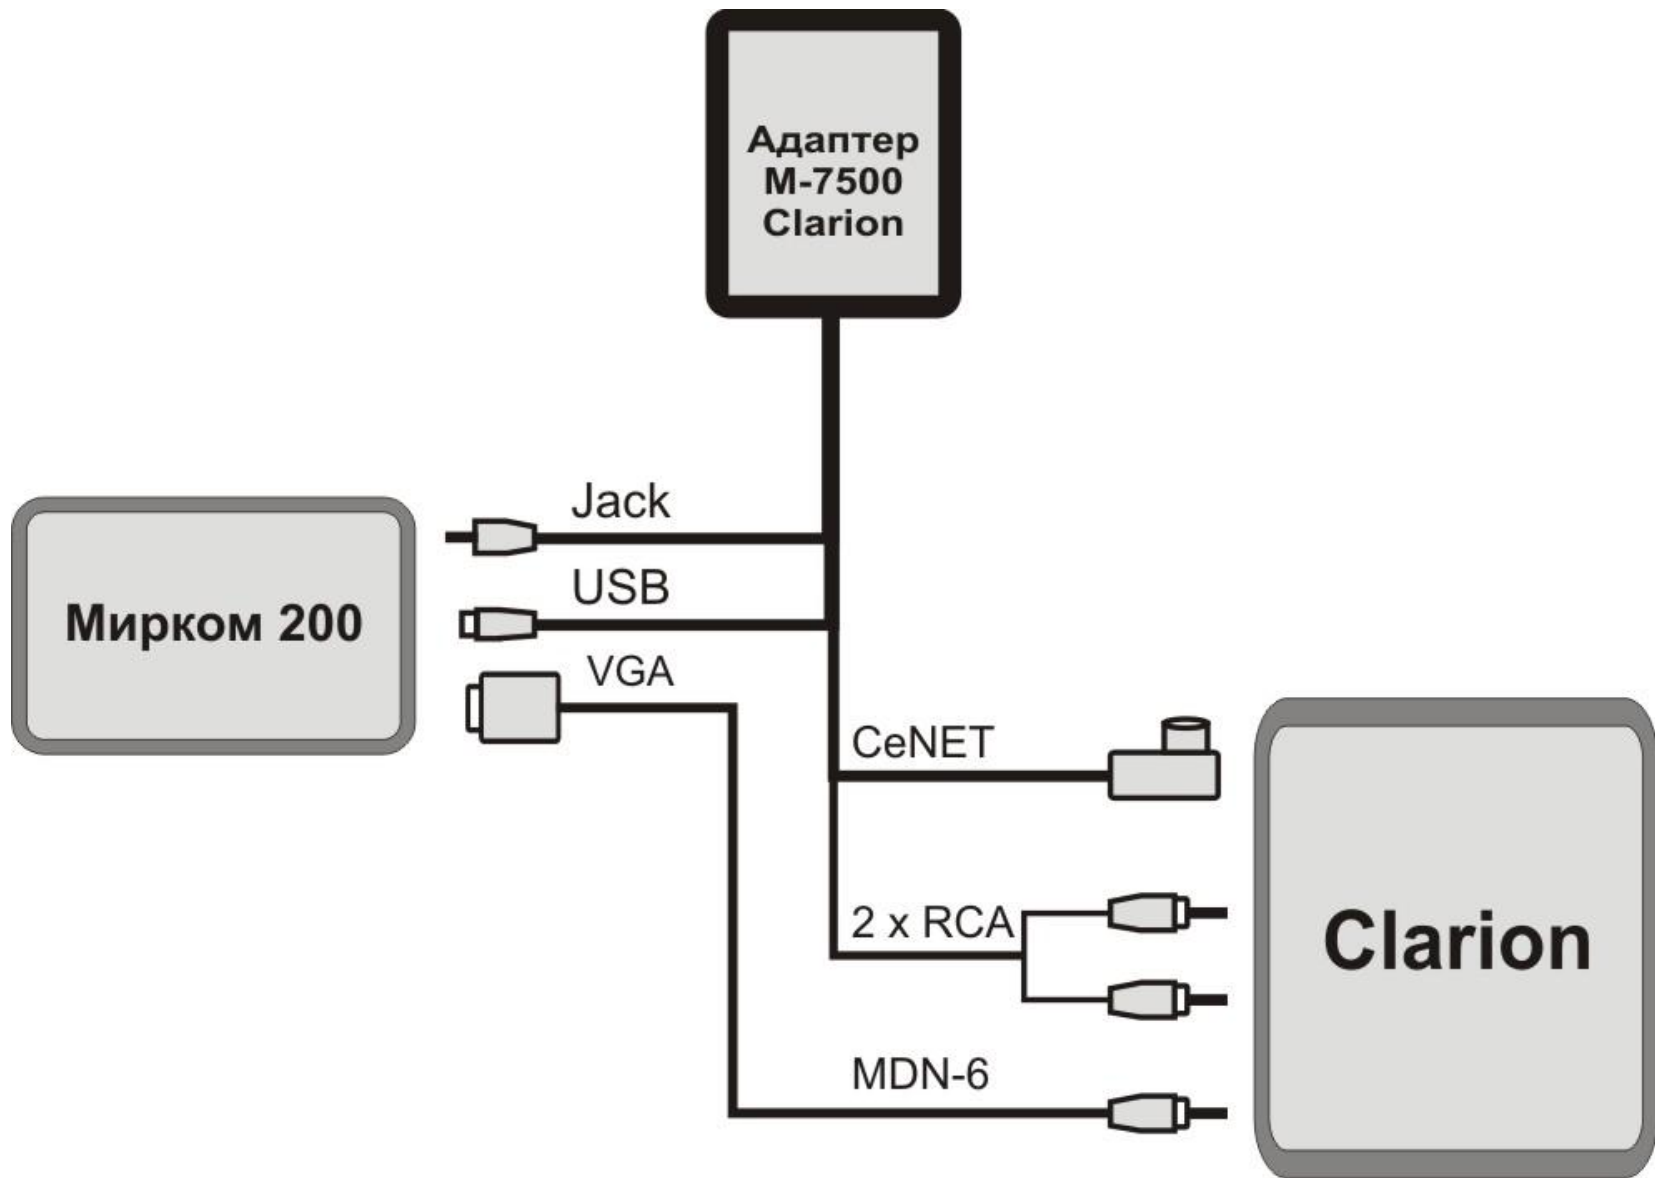 Адаптер
М-7500
Clarion
Jack
USB
Мирком 200
VGA
CeNET
2 x RCA
Clarion
MDN-6